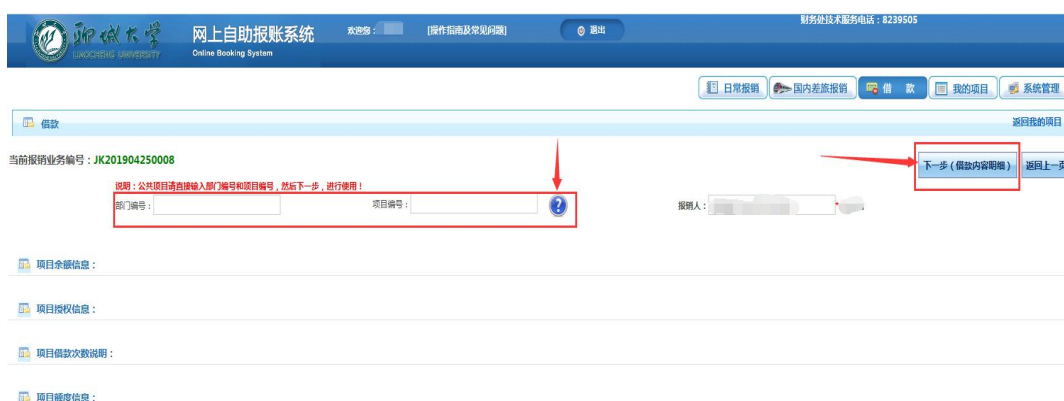 财务处技术服务电话：8239505
聊城大学 网上自助报账系统 欢迎您： [操作指南及常见问题] 退出
LIAOCHENG UNIVERSITY Online Booking System
日常报销 国内差旅报销 借 款 我的项目 系统管理
借款 返回我的项目
当前报销业务编号：JK201904250008
下一步（借款内容明细） 返回上一页
说明：公共项目请直接输入部门编号和项目编号，然后下一步，进行使用！
部门编号： 项目编号： ? 报销人： *
项目余额信息：
项目授权信息：
项目借款次数说明：
项目额度信息：